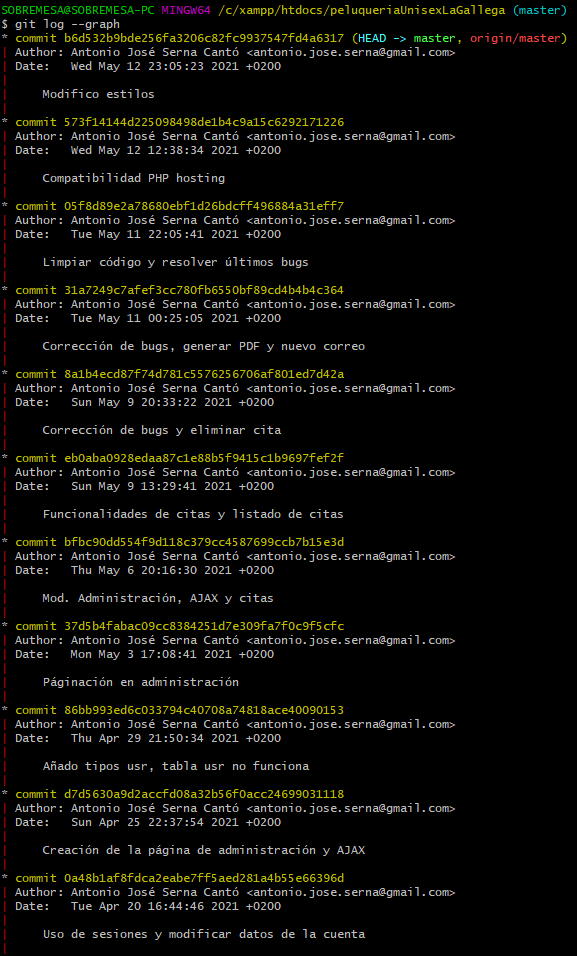 SOBREMESA@SOBREMESA-PC MINGW64 /c/xampp/htdocs/peluqueriaUnisexLaGallega (master)
$ git log --graph
* commit b6d532b9bde256fa3206c82fc9937547fd4a6317 (HEAD -> master, origin/master)
| Author: Antonio José Serna Cantó <antonio.jose.serna@gmail.com>
| Date:   Wed May 12 23:05:23 2021 +0200
|
|     Modifico estilos
|
* commit 573f14144d225098498de1b4c9a15c6292171226
| Author: Antonio José Serna Cantó <antonio.jose.serna@gmail.com>
| Date:   Wed May 12 12:38:34 2021 +0200
|
|     Compatibilidad PHP hosting
|
* commit 05f8d89e2a78680ebf1d26bdcff496884a31eff7
| Author: Antonio José Serna Cantó <antonio.jose.serna@gmail.com>
| Date:   Tue May 11 22:05:41 2021 +0200
|
|     Limpiar código y resolver últimos bugs
|
* commit 31a7249c7afef3cc780fb6550bf89cd4b4b4c364
| Author: Antonio José Serna Cantó <antonio.jose.serna@gmail.com>
| Date:   Tue May 11 00:25:05 2021 +0200
|
|     Corrección de bugs, generar PDF y nuevo correo
|
* commit 8a1b4ecd87f74d781c5576256706af801ed7d42a
| Author: Antonio José Serna Cantó <antonio.jose.serna@gmail.com>
| Date:   Sun May 9 20:33:22 2021 +0200
|
|     Corrección de bugs y eliminar cita
|
* commit eb0aba0928edaa87c1e88b5f9415c1b9697fef2f
| Author: Antonio José Serna Cantó <antonio.jose.serna@gmail.com>
| Date:   Sun May 9 13:29:41 2021 +0200
|
|     Funcionalidades de citas y listado de citas
|
* commit bfbc90dd554f9d118c379cc4587699ccb7b15e3d
| Author: Antonio José Serna Cantó <antonio.jose.serna@gmail.com>
| Date:   Thu May 6 20:16:30 2021 +0200
|
|     Mod. Administración, AJAX y citas
|
* commit 37d5b4fabac09cc8384251d7e309fa7f0c9f5cfc
| Author: Antonio José Serna Cantó <antonio.jose.serna@gmail.com>
| Date:   Mon May 3 17:08:41 2021 +0200
|
|     Páginación en administración
|
* commit 86bb993ed6c033794c40708a74818ace40090153
| Author: Antonio José Serna Cantó <antonio.jose.serna@gmail.com>
| Date:   Thu Apr 29 21:50:34 2021 +0200
|
|     Añado tipos usr, tabla usr no funciona
|
* commit d7d5630a9d2accfd08a32b56f0acc24699031118
| Author: Antonio José Serna Cantó <antonio.jose.serna@gmail.com>
| Date:   Sun Apr 25 22:37:54 2021 +0200
|
|     Creación de la página de administración y AJAX
|
* commit 0a48b1af8fdca2eabe7ff5aed281a4b55e66396d
| Author: Antonio José Serna Cantó <antonio.jose.serna@gmail.com>
| Date:   Tue Apr 20 16:44:46 2021 +0200
|
|     Uso de sesiones y modificar datos de la cuenta
|